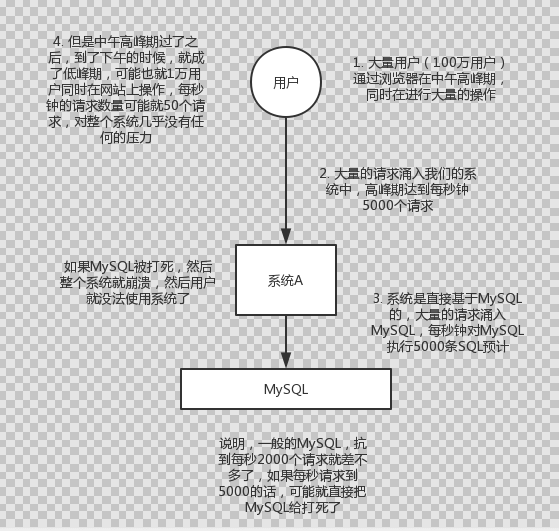 4. 但是中午高峰期过了之
后，到了下午的时候，就成
了低峰期，可能也就1万用
户同时在网站上操作，每秒
钟的请求数量可能就50个请
求，对整个系统几乎没有任
何的压力
用户
1. 大量用户（100万用户）
通过浏览器在中午高峰期，
同时在进行大量的操作
2. 大量的请求涌入我们的系
统中，高峰期达到每秒钟
5000个请求
如果MySQL被打死，然后
整个系统就崩溃，然后用户
就没法使用系统了
系统A
3. 系统是直接基于MySQL
的，大量的请求涌入
MySQL，每秒钟对MySQL
执行5000条SQL预计
MySQL
说明，一般的MySQL，抗
到每秒2000个请求就差不
多了，如果每秒请求到
5000的话，可能就直接把
MySQL给打死了